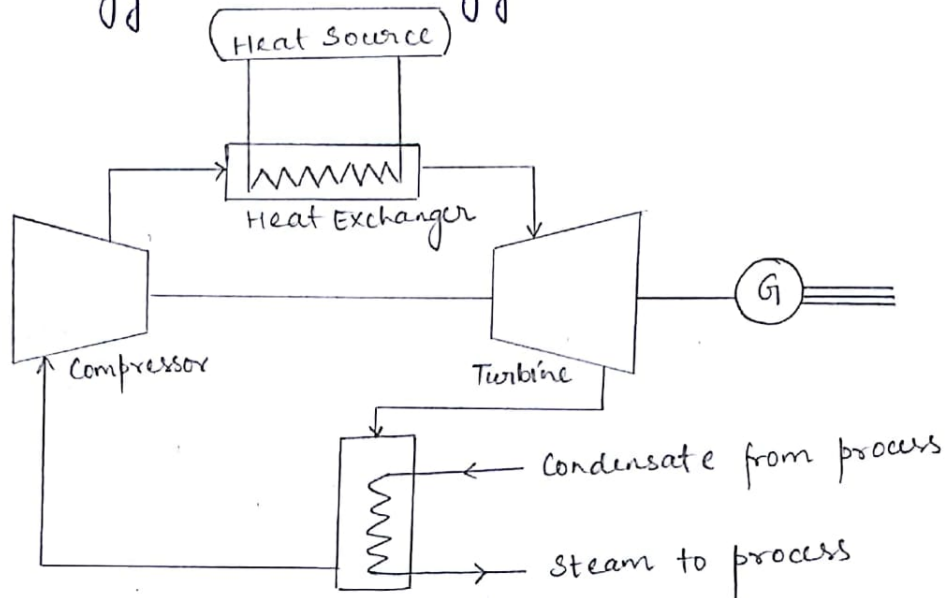 Heat Source
Heat Exchanger
G
Compressor
Turbine
Condensate from process
Steam to process